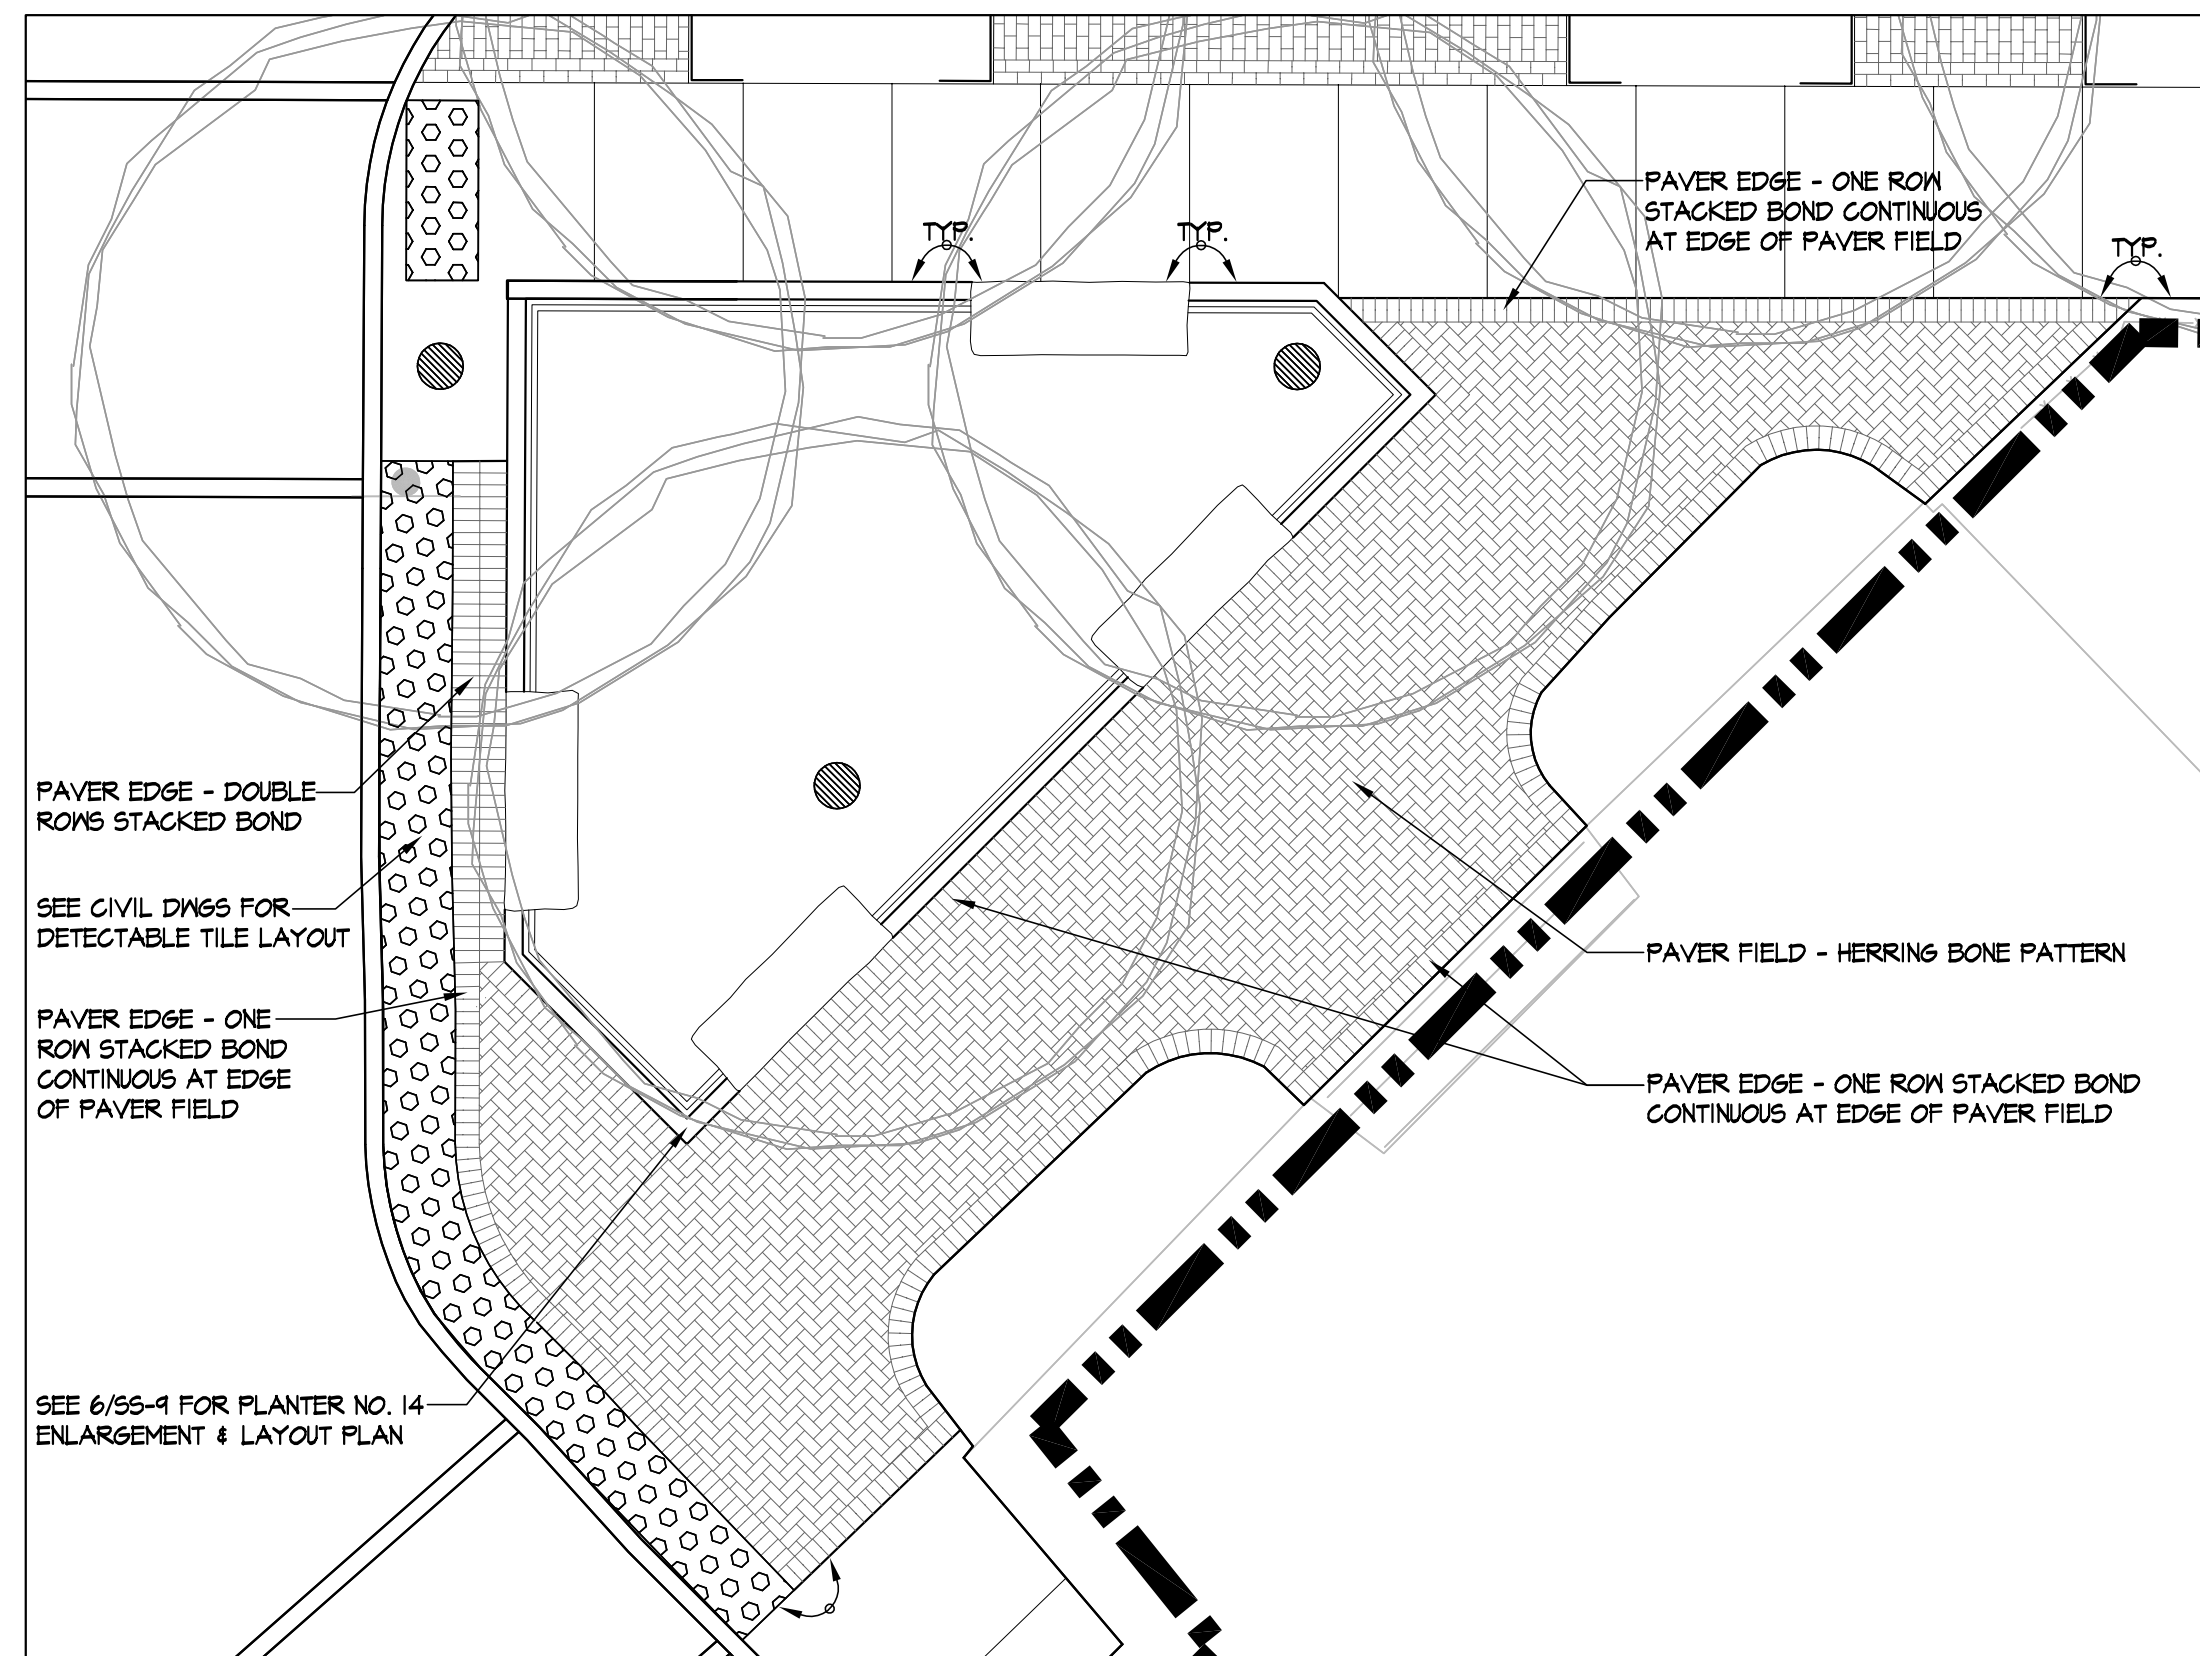 PAVER EDGE - ONE ROW
STACKED BOND CONTINUOUS
AT EDGE OF PAVER FIELD
TYP.
TYP.
TYP.
PAVER EDGE - DOUBLE
ROWS STACKED BOND
SEE CIVIL DWGS FOR
DETECTABLE TILE LAYOUT
PAVER FIELD - HERRING BONE PATTERN
PAVER EDGE - ONE
ROW STACKED BOND
CONTINUOUS AT EDGE
OF PAVER FIELD
PAVER EDGE - ONE ROW STACKED BOND
CONTINUOUS AT EDGE OF PAVER FIELD
SEE 6/SS-9 FOR PLANTER NO. 14
ENLARGEMENT & LAYOUT PLAN